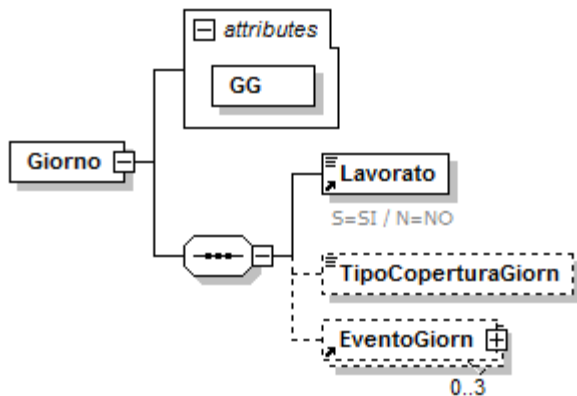 attributes
GG
Giorno
Lavorato
S=SI / N=NO
TipoCoperturaGiorn
EventoGiorn
0..3